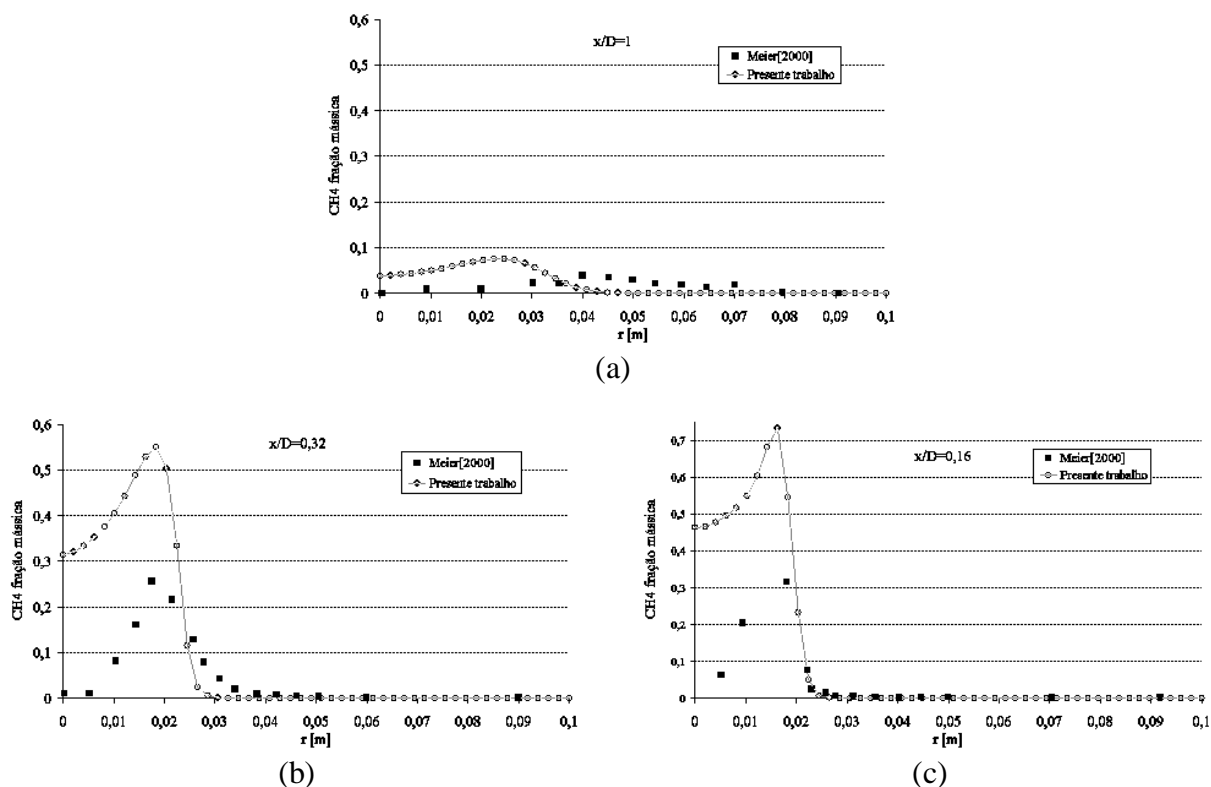 0,6
0,5
0,4
0,3
0,2
0,1
0
CH4 fração mássica
x/D=1
Meier[2000]
Presente trabalho
0 0,01 0,02 0,03 0,04 0,05 0,06 0,07 0,08 0,09 0,1
r [m]
(a)
0,6
0,5
0,4
0,3
0,2
0,1
0
CH4 fração mássica
x/D=0,32
Meier[2000]
Presente trabalho
0 0,01 0,02 0,03 0,04 0,05 0,06 0,07 0,08 0,09 0,1
r [m]
(b)
0,7
0,6
0,5
0,4
0,3
0,2
0,1
0
CH4 fração mássica
x/D=0,16
Meier[2000]
Presente trabalho
0 0,01 0,02 0,03 0,04 0,05 0,06 0,07 0,08 0,09 0,1
r [m]
(c)